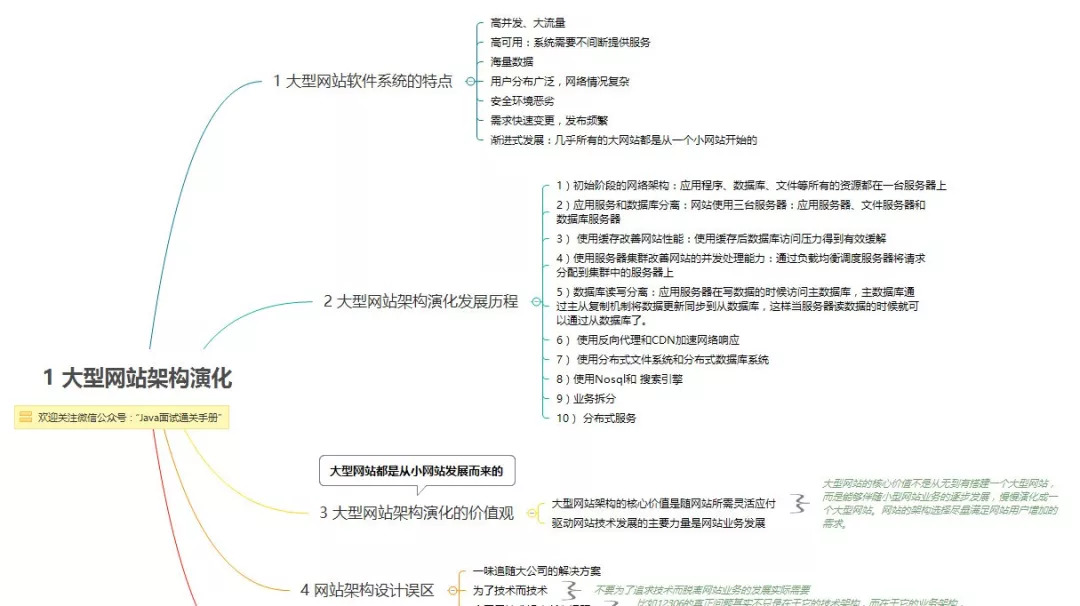 高并发、大流量
高可用：系统需要不间断提供服务
海量数据
1 大型网站软件系统的特点
用户分布广泛，网络情况复杂
安全环境恶劣
需求快速变更，发布频繁
渐进式发展：几乎所有的大网站都是从一个小网站开始的
1）初始阶段的网络架构：应用程序、数据库、文件等所有的资源都在一台服务器上
2）应用服务和数据库分离：网站使用三台服务器：应用服务器、文件服务器和
数据库服务器
3） 使用缓存改善网站性能：使用缓存后数据库访问压力得到有效缓解
4）使用服务器集群改善网站的并发处理能力：通过负载均衡调度服务器将请求
分配到集群中的服务器上
2 大型网站架构演化发展历程
5）数据库读写分离：应用服务器在写数据的时候访问主数据库，主数据库通
过主从复制机制将数据更新同步到从数据库，这样当服务器读数据的时候就可
以通过从数据库了。
6） 使用反向代理和CDN加速网络响应
7） 使用分布式文件系统和分布式数据库系统
8）使用Nosql和 搜索引擎
9）业务拆分
10） 分布式服务
1 大型网站架构演化
欢迎关注微信公众号：“Java面试通关手册”
大型网站都是从小网站发展而来的
3 大型网站架构演化的价值观
大型网站架构的核心价值是随网站所需灵活应付
大型网站的核心价值不是从无到有搭建一个大型网站，
而是能够伴随小型网站业务的逐步发展，慢慢演化成一
个大型网站。网站的架构选择尽量满足网站用户增加的
需求。
驱动网站技术发展的主要力量是网站业务发展
4 网站架构设计误区
一味追随大公司的解决方案
为了技术而技术
不要为了追求技术而脱离网站业务的发展实际需要
比如12306的真正问题其实不只是在于它的技术架构，而在于它的业务架构，